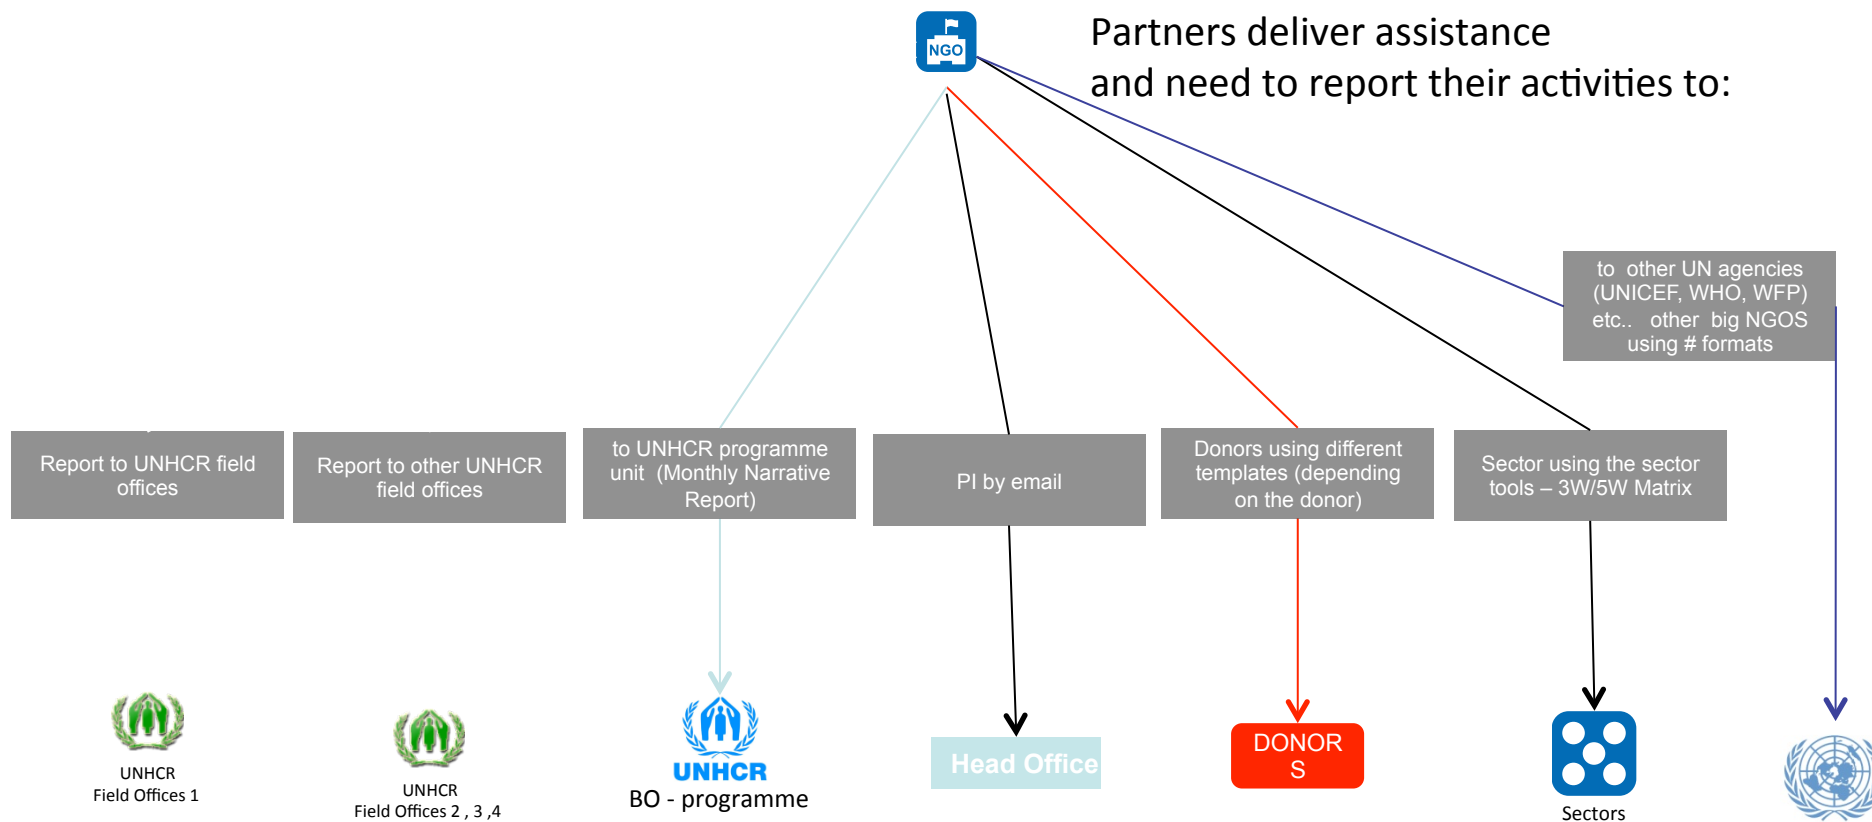 NGO
Partners deliver assistance
and need to report their activities to:
to other UN agencies
(UNICEF, WHO, WFP)
etc.. other big NGOS
using # formats
Report to UNHCR field
offices
Report to other UNHCR
field offices
to UNHCR programme
unit (Monthly Narrative
Report)
PI by email
Donors using different
templates (depending
on the donor)
Sector using the sector
tools – 3W/5W Matrix
UNHCR
Field Offices 1
UNHCR
Field Offices 2 , 3 ,4
UNHCR
BO - programme
Head Office
DONOR
S
Sectors